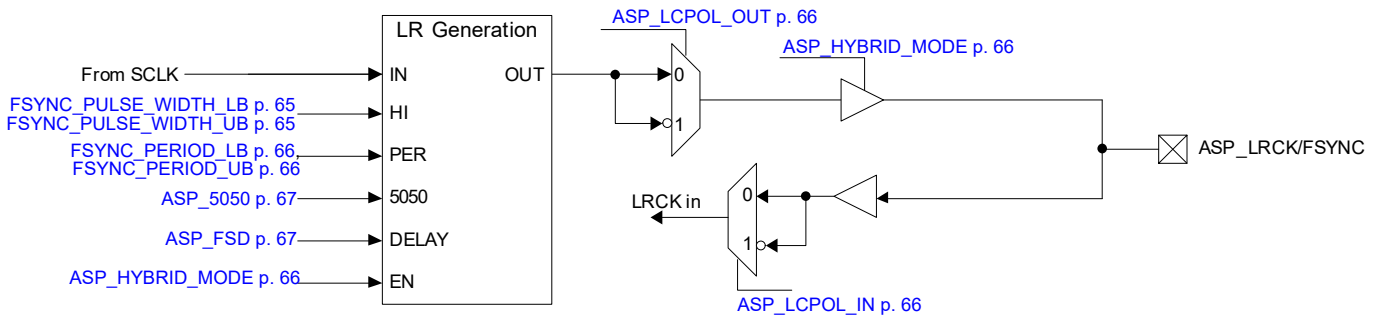 ASP_LCPOL_OUT p. 66
LR Generation
ASP_HYBRID_MODE p. 66
From SCLK
IN
OUT
0
FSYNC_PULSE_WIDTH_LB p. 65
FSYNC_PULSE_WIDTH_UB p. 65
HI
1
FSYNC_PERIOD_LB p. 66,
FSYNC_PERIOD_UB p. 66
PER
ASP_LRCK/FSYNC
ASP_5050 p. 67
5050
LRCK in
0
ASP_FSD p. 67
DELAY
1
ASP_HYBRID_MODE p. 66
EN
ASP_LCPOL_IN p. 66